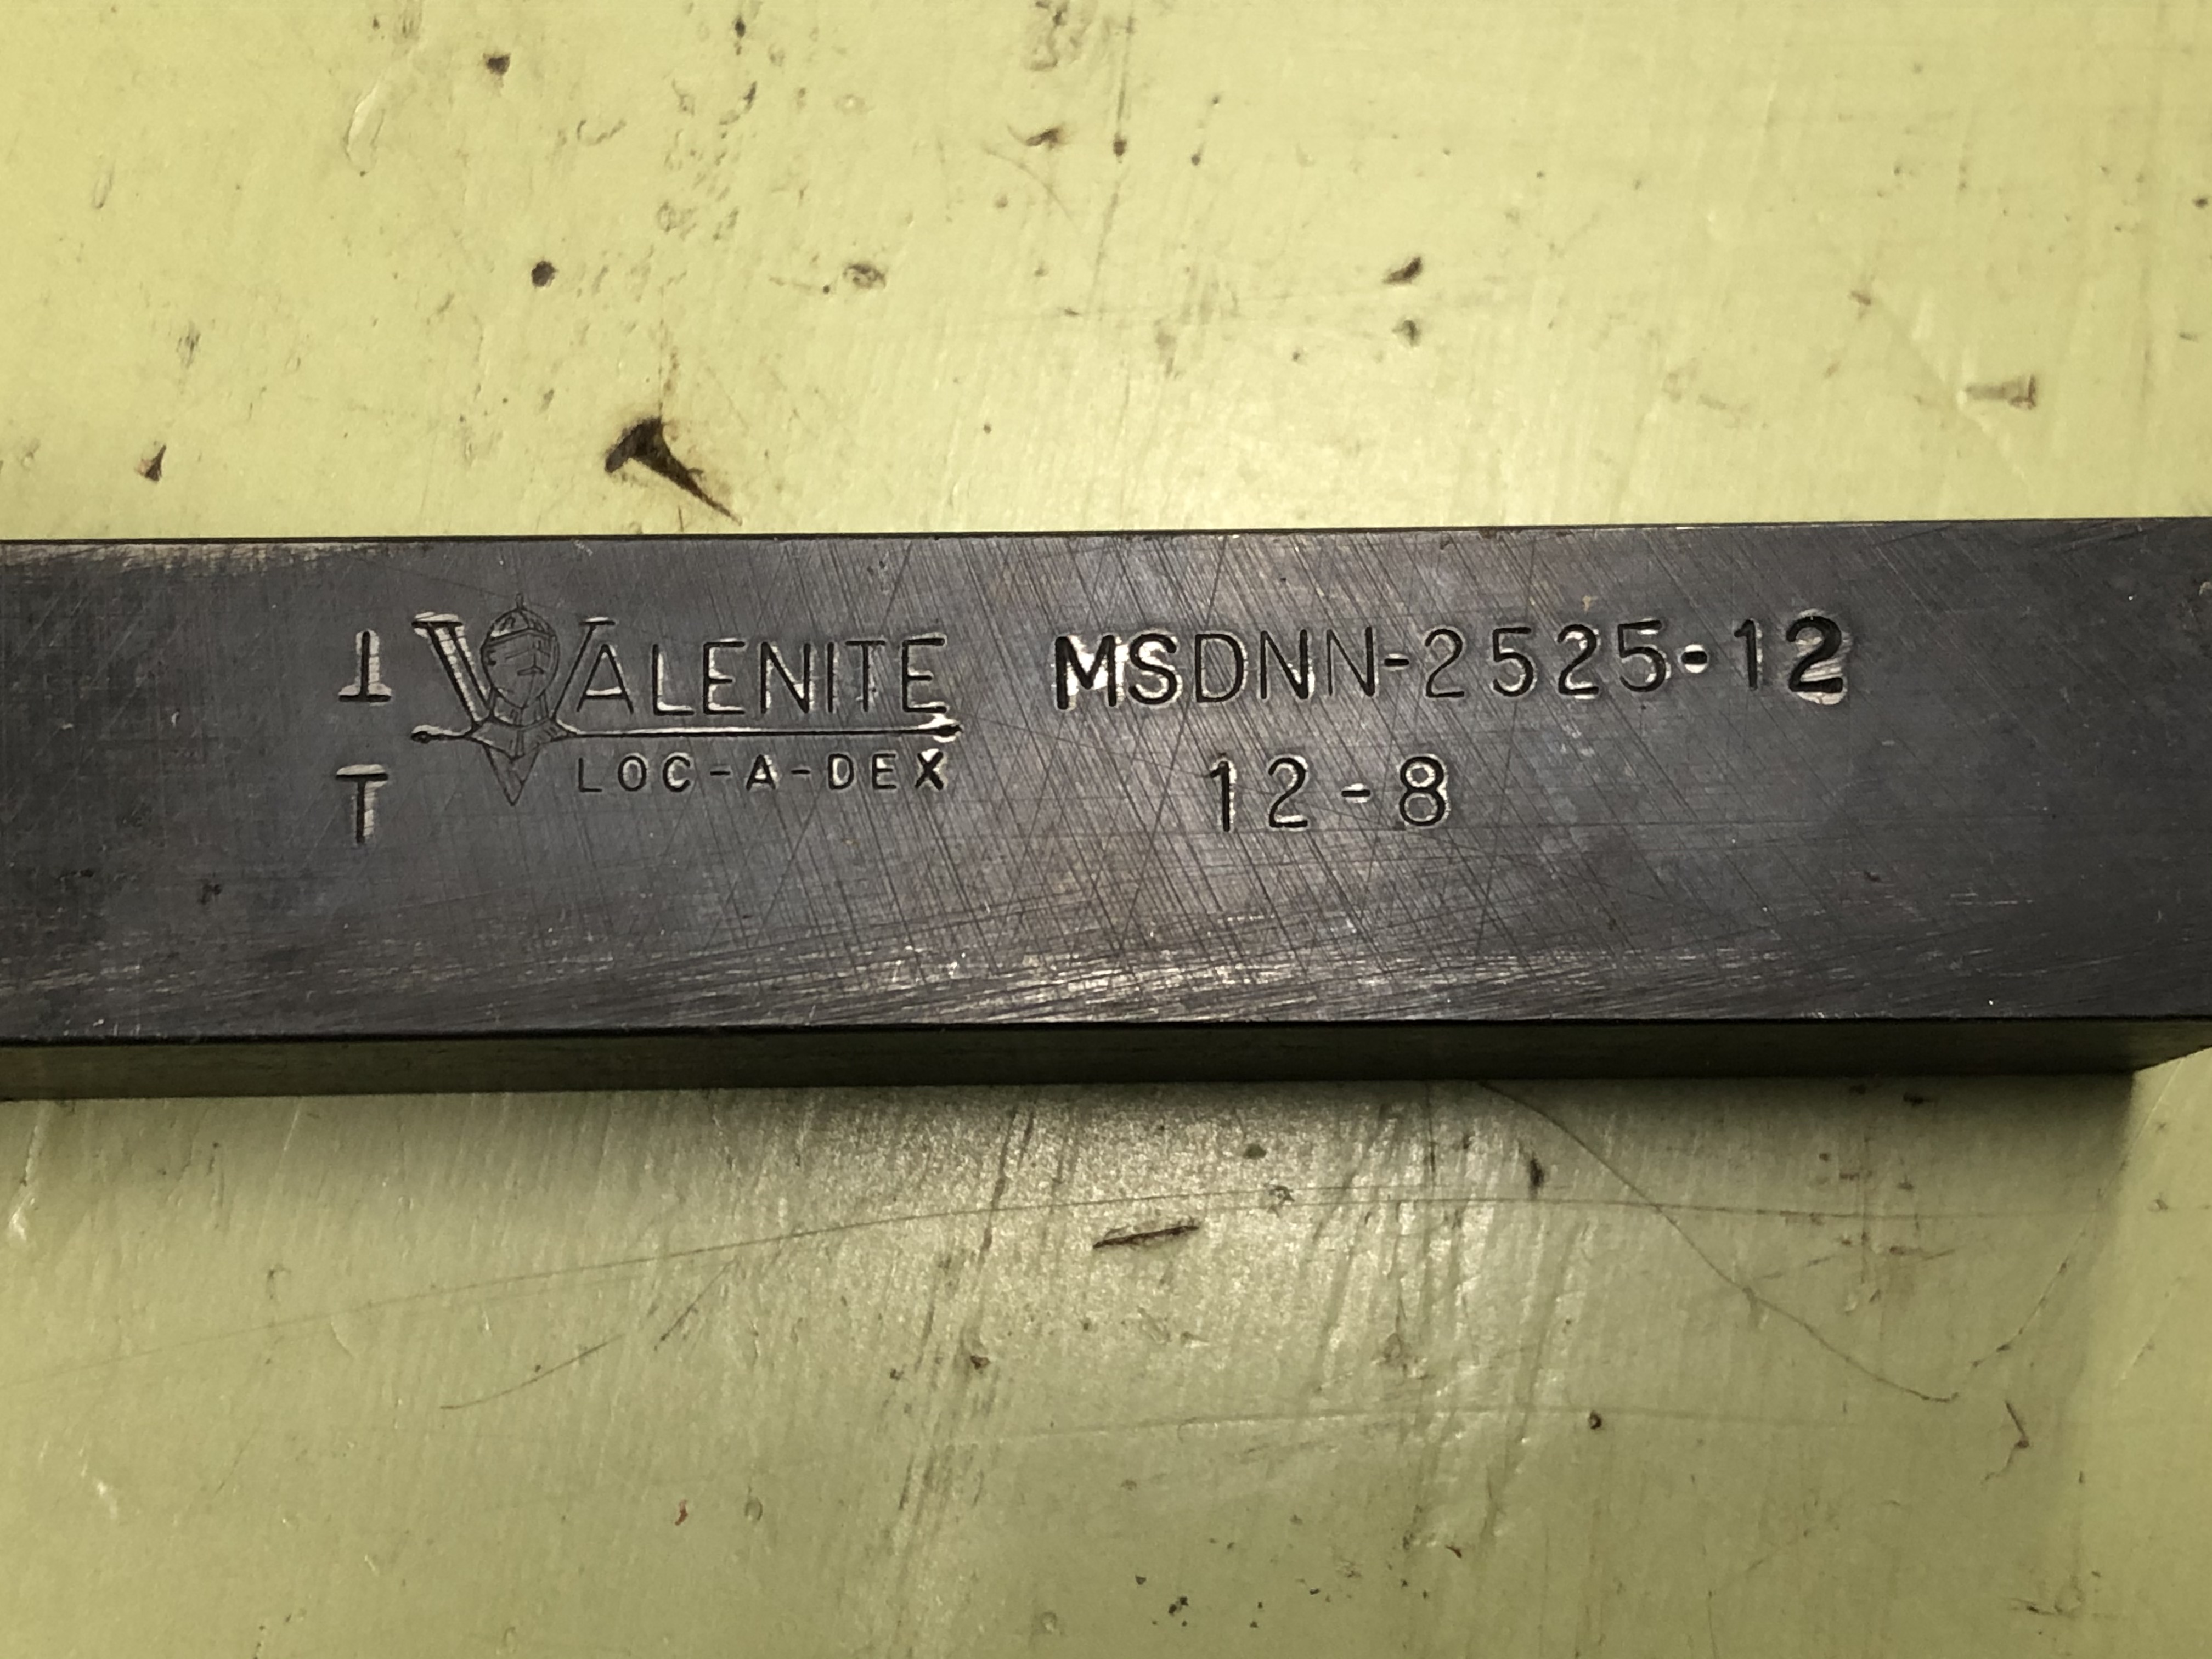 T VALENITE MSDNN-2525-12
T LOC-A-DEX 12-8